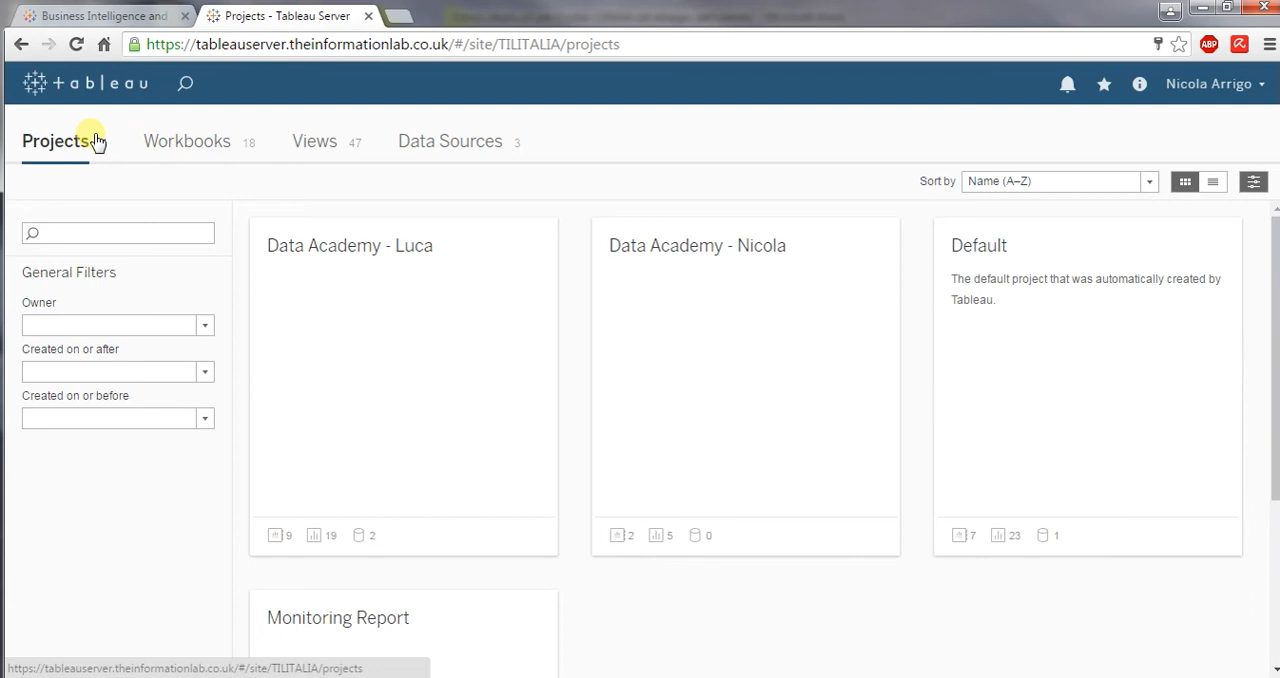 Business Intelligence and
Projects - Tableau Server
https://tableauserver.theinformationlab.co.uk/#/site/TILITALIA/projects
ABP
+ableau
Nicola Arrigo
Projects
Workbooks 18
Views 47
Data Sources 3
Sort by
Name (A–Z)
General Filters
Owner
Created on or after
Created on or before
Data Academy - Luca
9 19 2
Data Academy - Nicola
2 5 0
Default
The default project that was automatically created by
Tableau.
7 23 1
Monitoring Report
https://tableauserver.theinformationlab.co.uk/#/site/TILITALIA/projects